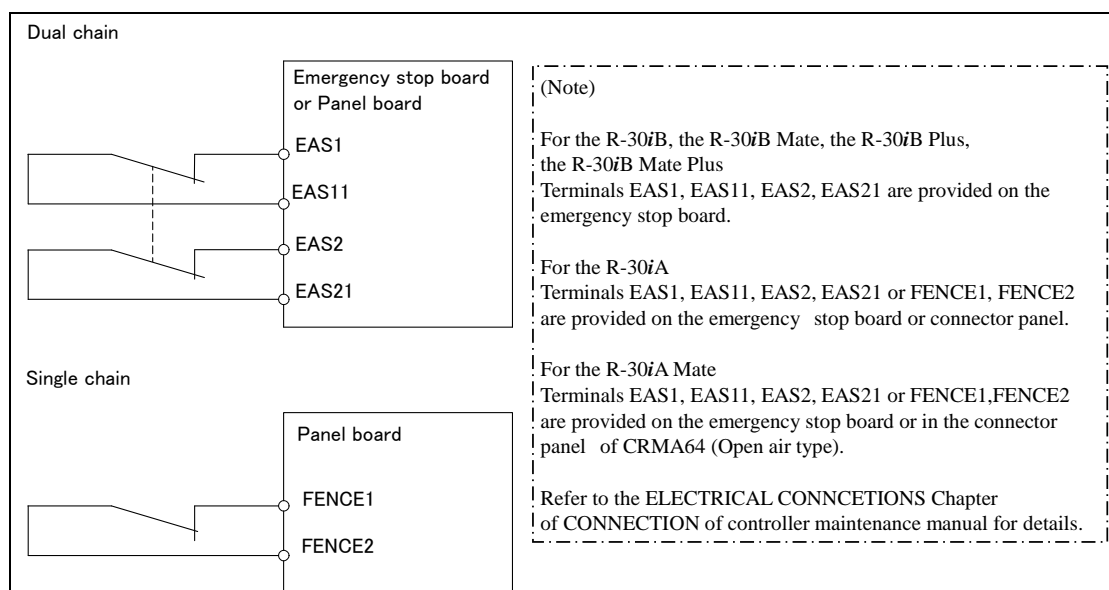 Dual chain
Emergency stop board
or Panel board
EAS1
EAS11
EAS2
EAS21
Single chain
Panel board
FENCE1
FENCE2
(Note)
For the R-30iB, the R-30iB Mate, the R-30iB Plus,
the R-30iB Mate Plus
Terminals EAS1, EAS11, EAS2, EAS21 are provided on the
emergency stop board.
For the R-30iA
Terminals EAS1, EAS11, EAS2, EAS21 or FENCE1, FENCE2
are provided on the emergency stop board or connector panel.
For the R-30iA Mate
Terminals EAS1, EAS11, EAS2, EAS21 or FENCE1,FENCE2
are provided on the emergency stop board or in the connector
panel of CRMA64 (Open air type).
Refer to the ELECTRICAL CONNCETIONS Chapter
of CONNECTION of controller maintenance manual for details.